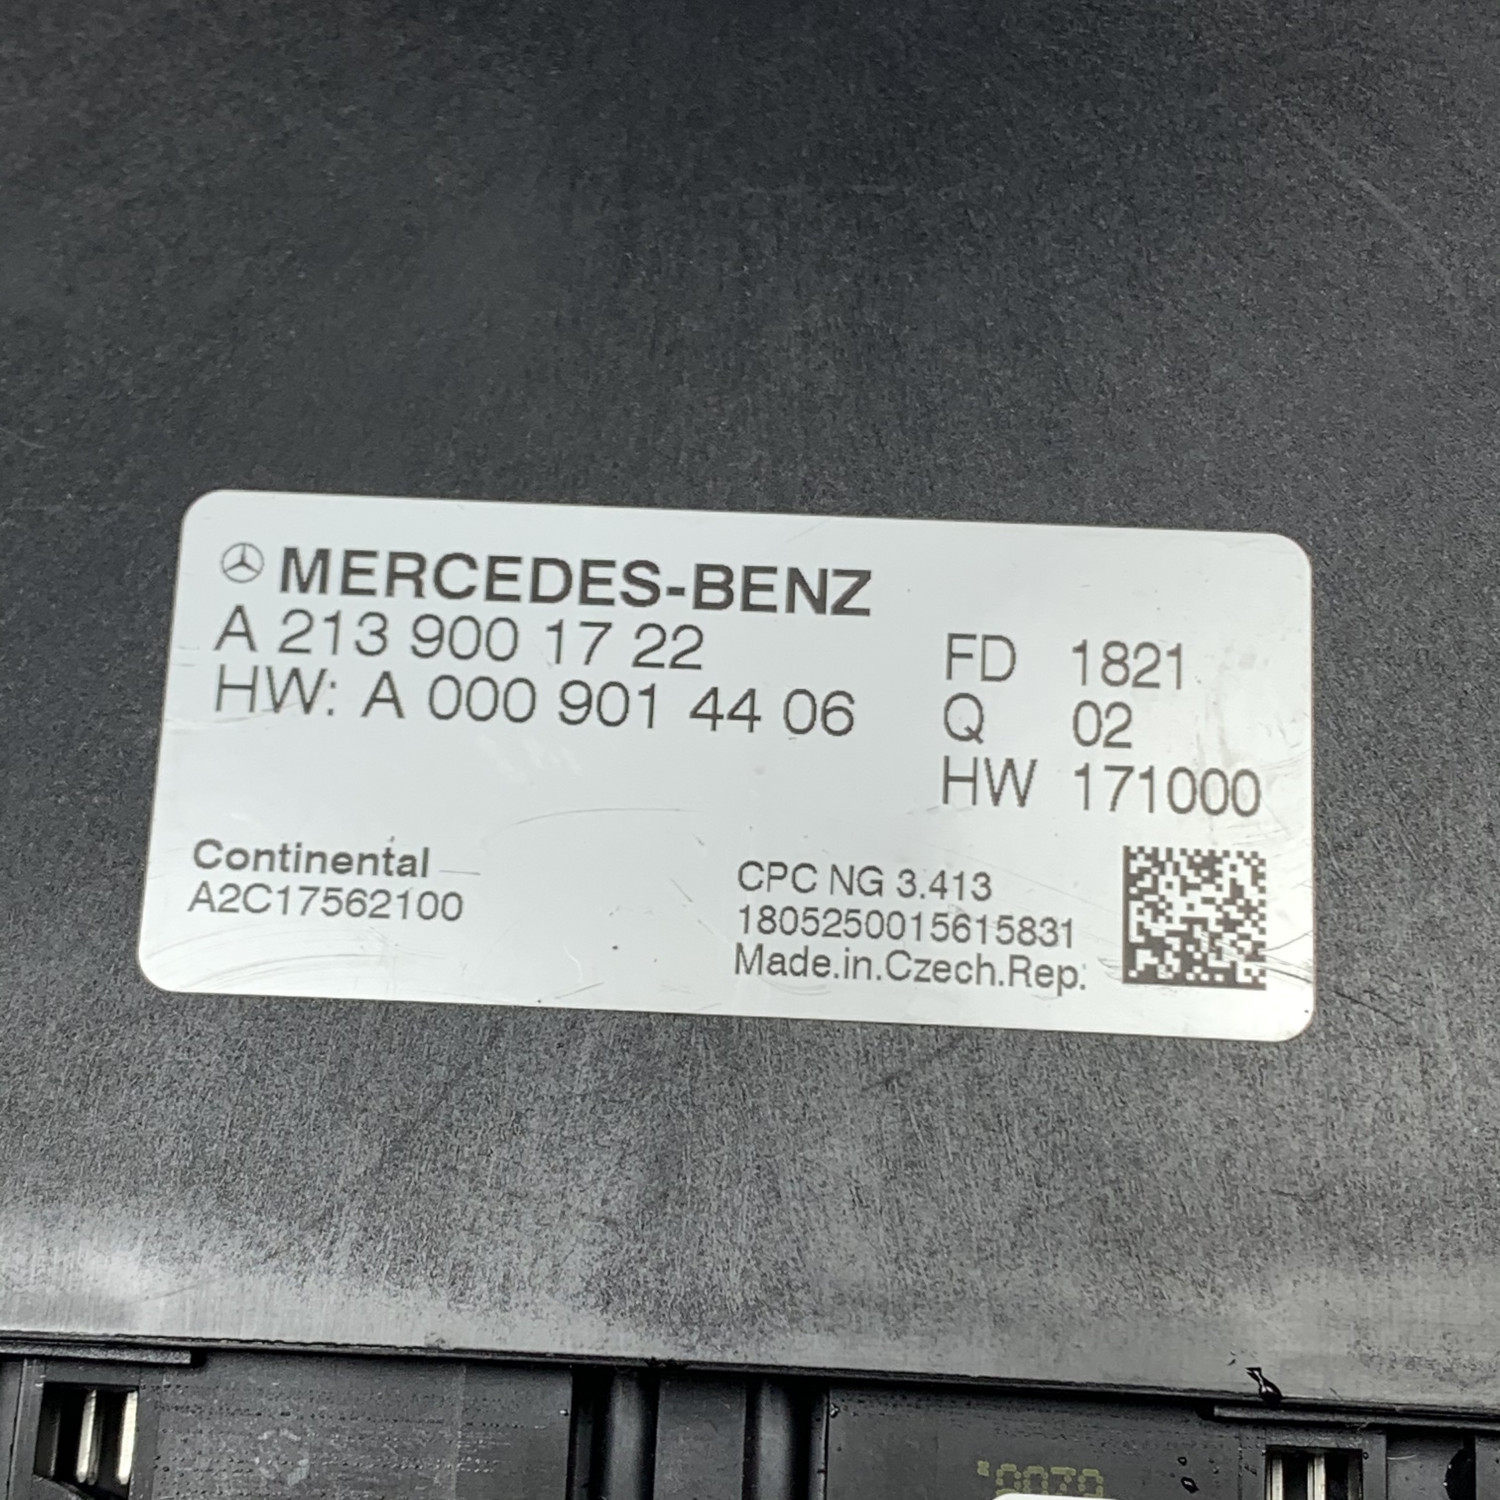 MERCEDES-BENZ
A 213 900 17 22
HW: A 000 901 44 06
FD 1821
Q 02
HW 171000
Continental
A2C17562100
CPC NG 3.413
1805250015615831
Made.in.Czech.Rep.